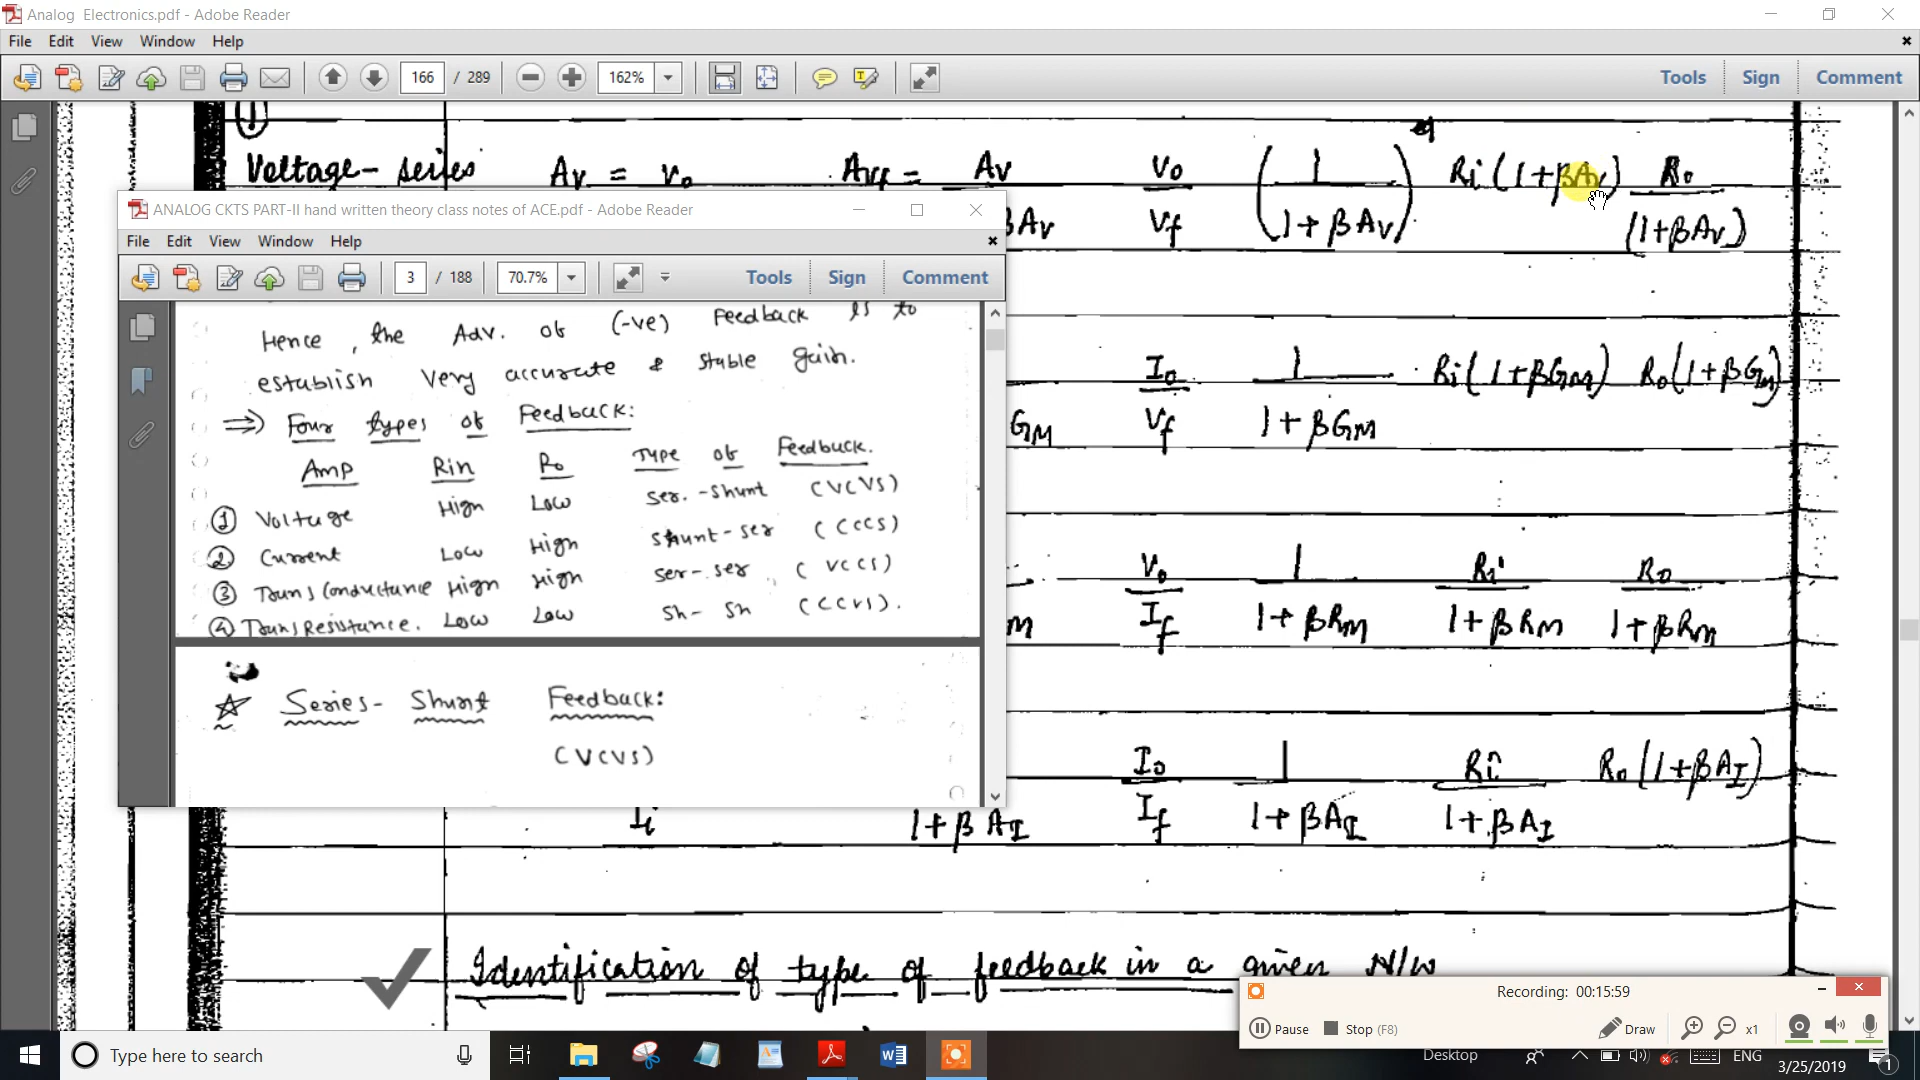 Analog Electronics.pdf - Adobe Reader
File Edit View Window Help
166 / 289 162% Tools Sign Comment
①
Voltage- series Av = Vo Avf = Av Vo ( 1 ) Ri(1+βAv) Ro
βAv Vf 1+βAv (1+βAv)
ANALOG CKTS PART-II hand written theory class notes of ACE.pdf - Adobe Reader
File Edit View Window Help
3 / 188 70.7% Tools Sign Comment
Hence, the Adv. of (-ve) Feedback is to
establish Very accurate & stable gain.
⇒) Four types of Feedback:
Amp Rin Ro Type of Feedback.
① Voltage High Low Ser. -Shunt (VCVS)
② Current Low High Shunt-ser (CCCS)
③ TransConductance High High Ser-ser (VCCS)
④ TransResistance. Low Low Sh- Sh (CCVS).
Series- Shunt Feedback:
(VCVS)
Io 1 Ri(1+βGM) Ro(1+βGM)
GM Vf 1+βGM
Vo 1 Ri Ro
M If 1+βRM 1+βRM 1+βRM
Io 1 Ri Ro(1+βAI)
Ii 1+βAI If 1+βAI 1+βAI
Identification of type of feedback in a given N/W
Recording: 00:15:59
Pause Stop (F8) Draw x1
Type here to search
Desktop ENG
3/25/2019
1